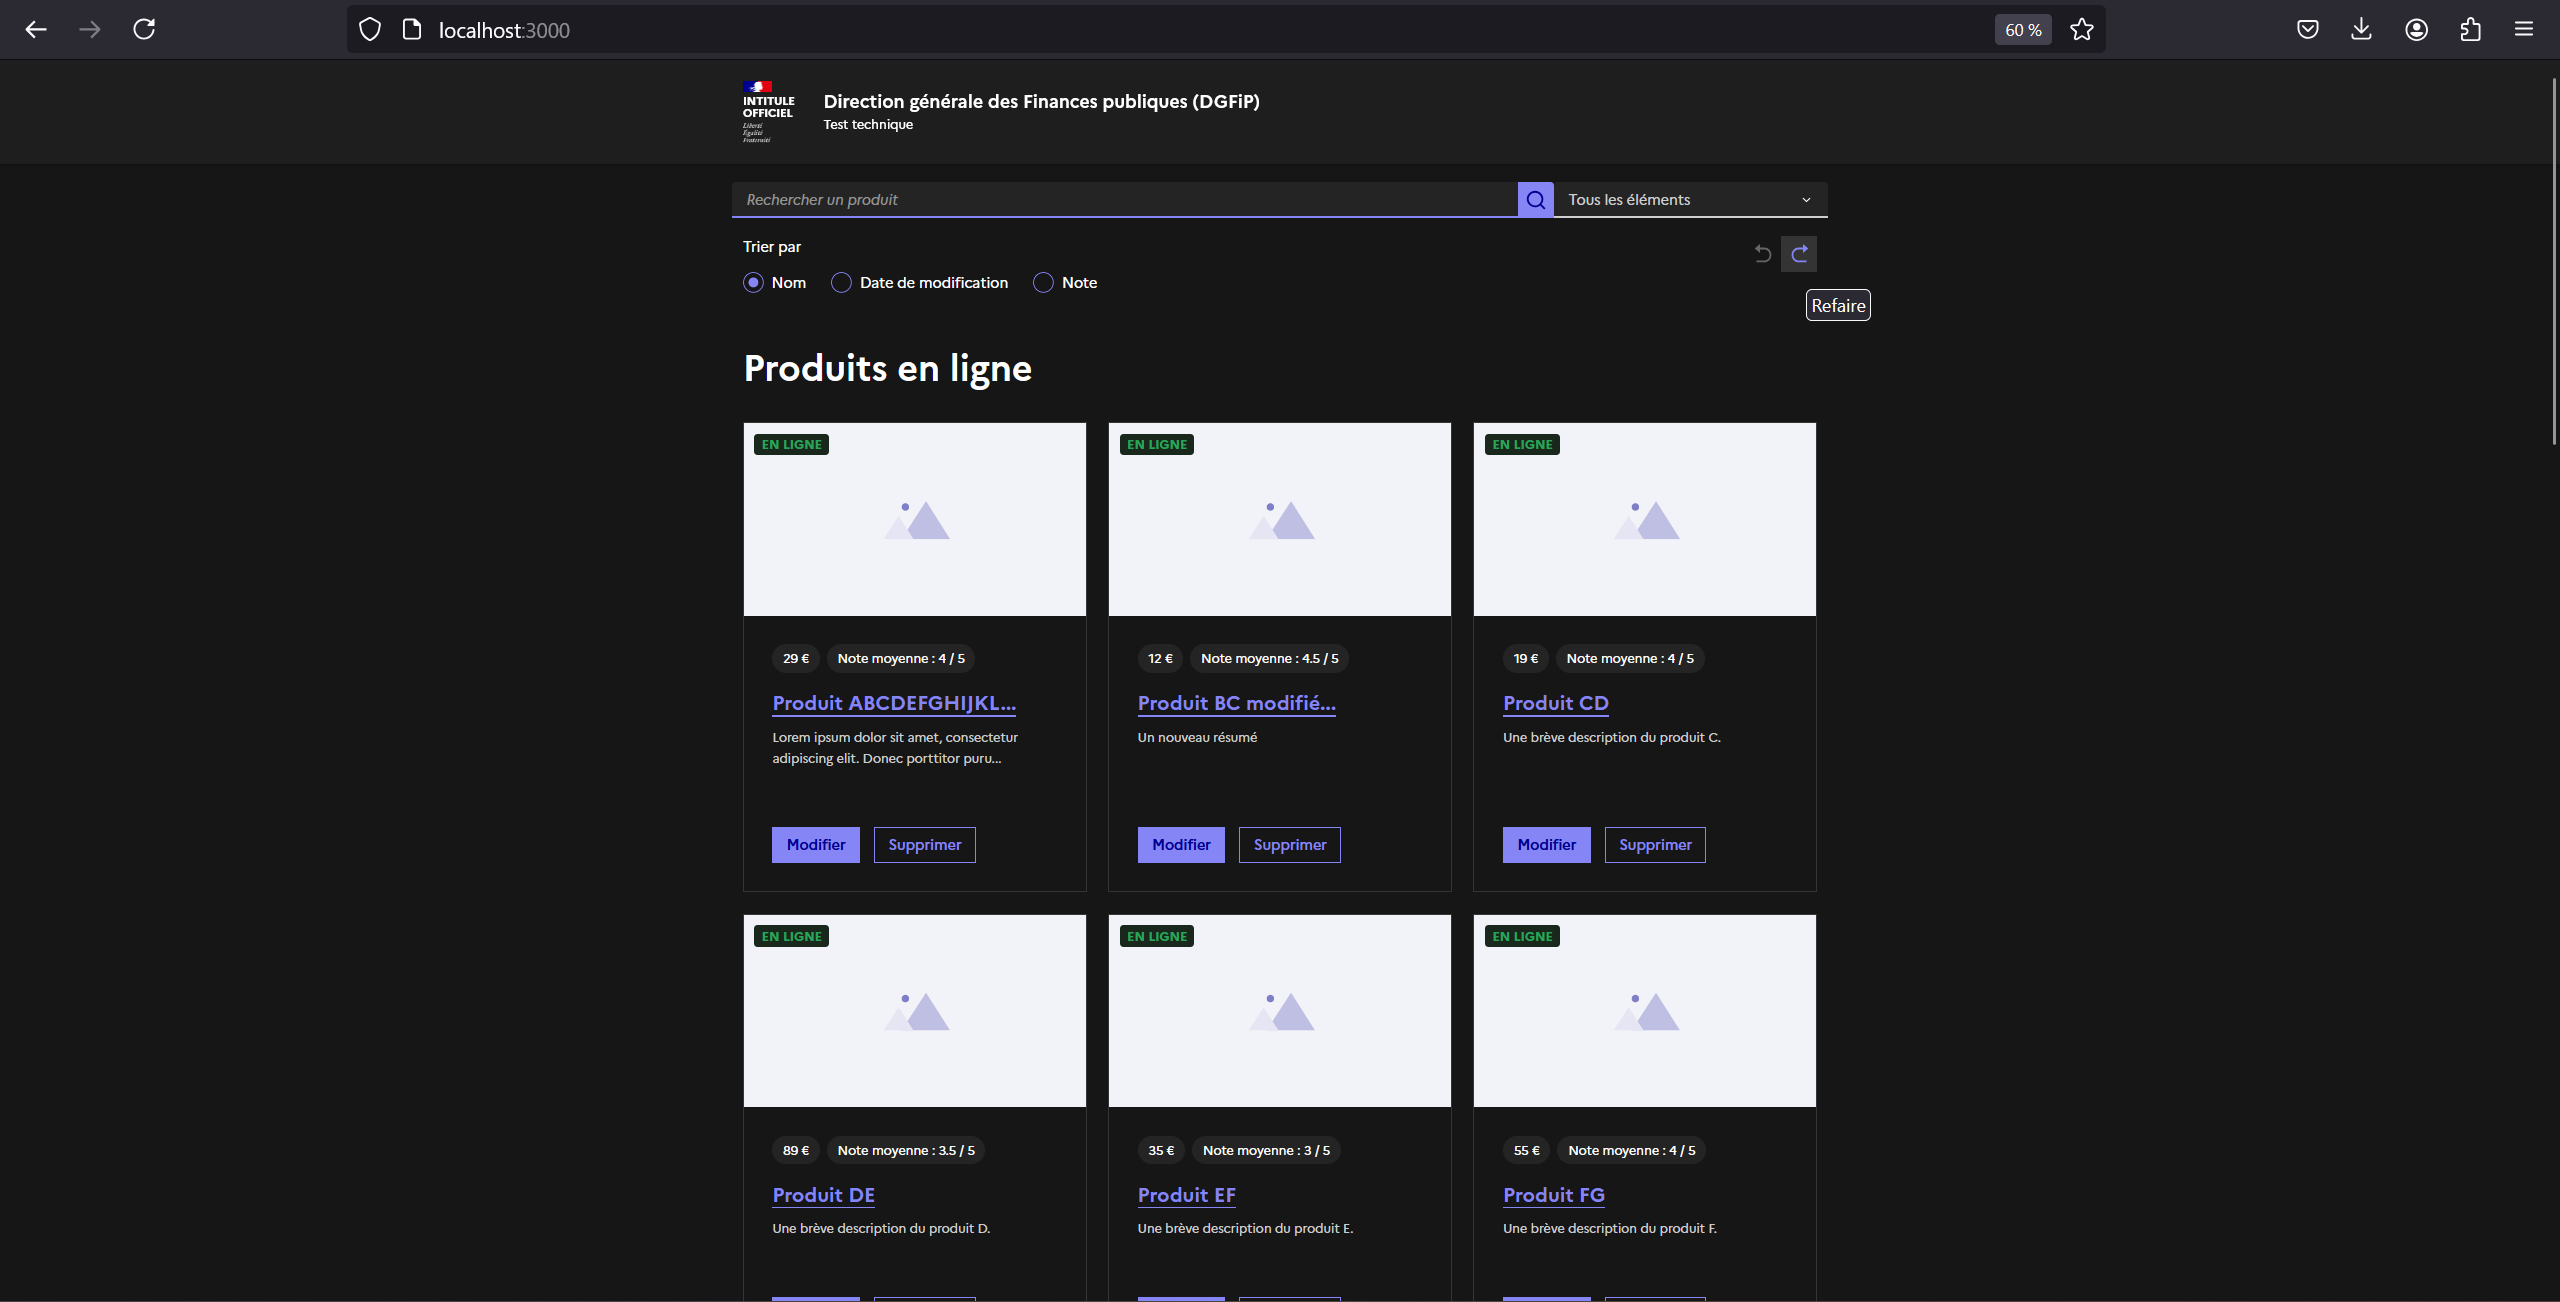 localhost:3000
60 %
INTITULE
OFFICIEL
Liberté
Égalité
Fraternité
Direction générale des Finances publiques (DGFiP)
Test technique
Rechercher un produit
Tous les éléments
Trier par
Nom
Date de modification
Note
Refaire
Produits en ligne
EN LIGNE
EN LIGNE
EN LIGNE
29 €
Note moyenne : 4 / 5
12 €
Note moyenne : 4.5 / 5
19 €
Note moyenne : 4 / 5
Produit ABCDEFGHIJKL...
Produit BC modifié...
Produit CD
Lorem ipsum dolor sit amet, consectetur
adipiscing elit. Donec porttitor puru...
Un nouveau résumé
Une brève description du produit C.
Modifier
Supprimer
Modifier
Supprimer
Modifier
Supprimer
EN LIGNE
EN LIGNE
EN LIGNE
89 €
Note moyenne : 3.5 / 5
35 €
Note moyenne : 3 / 5
55 €
Note moyenne : 4 / 5
Produit DE
Produit EF
Produit FG
Une brève description du produit D.
Une brève description du produit E.
Une brève description du produit F.